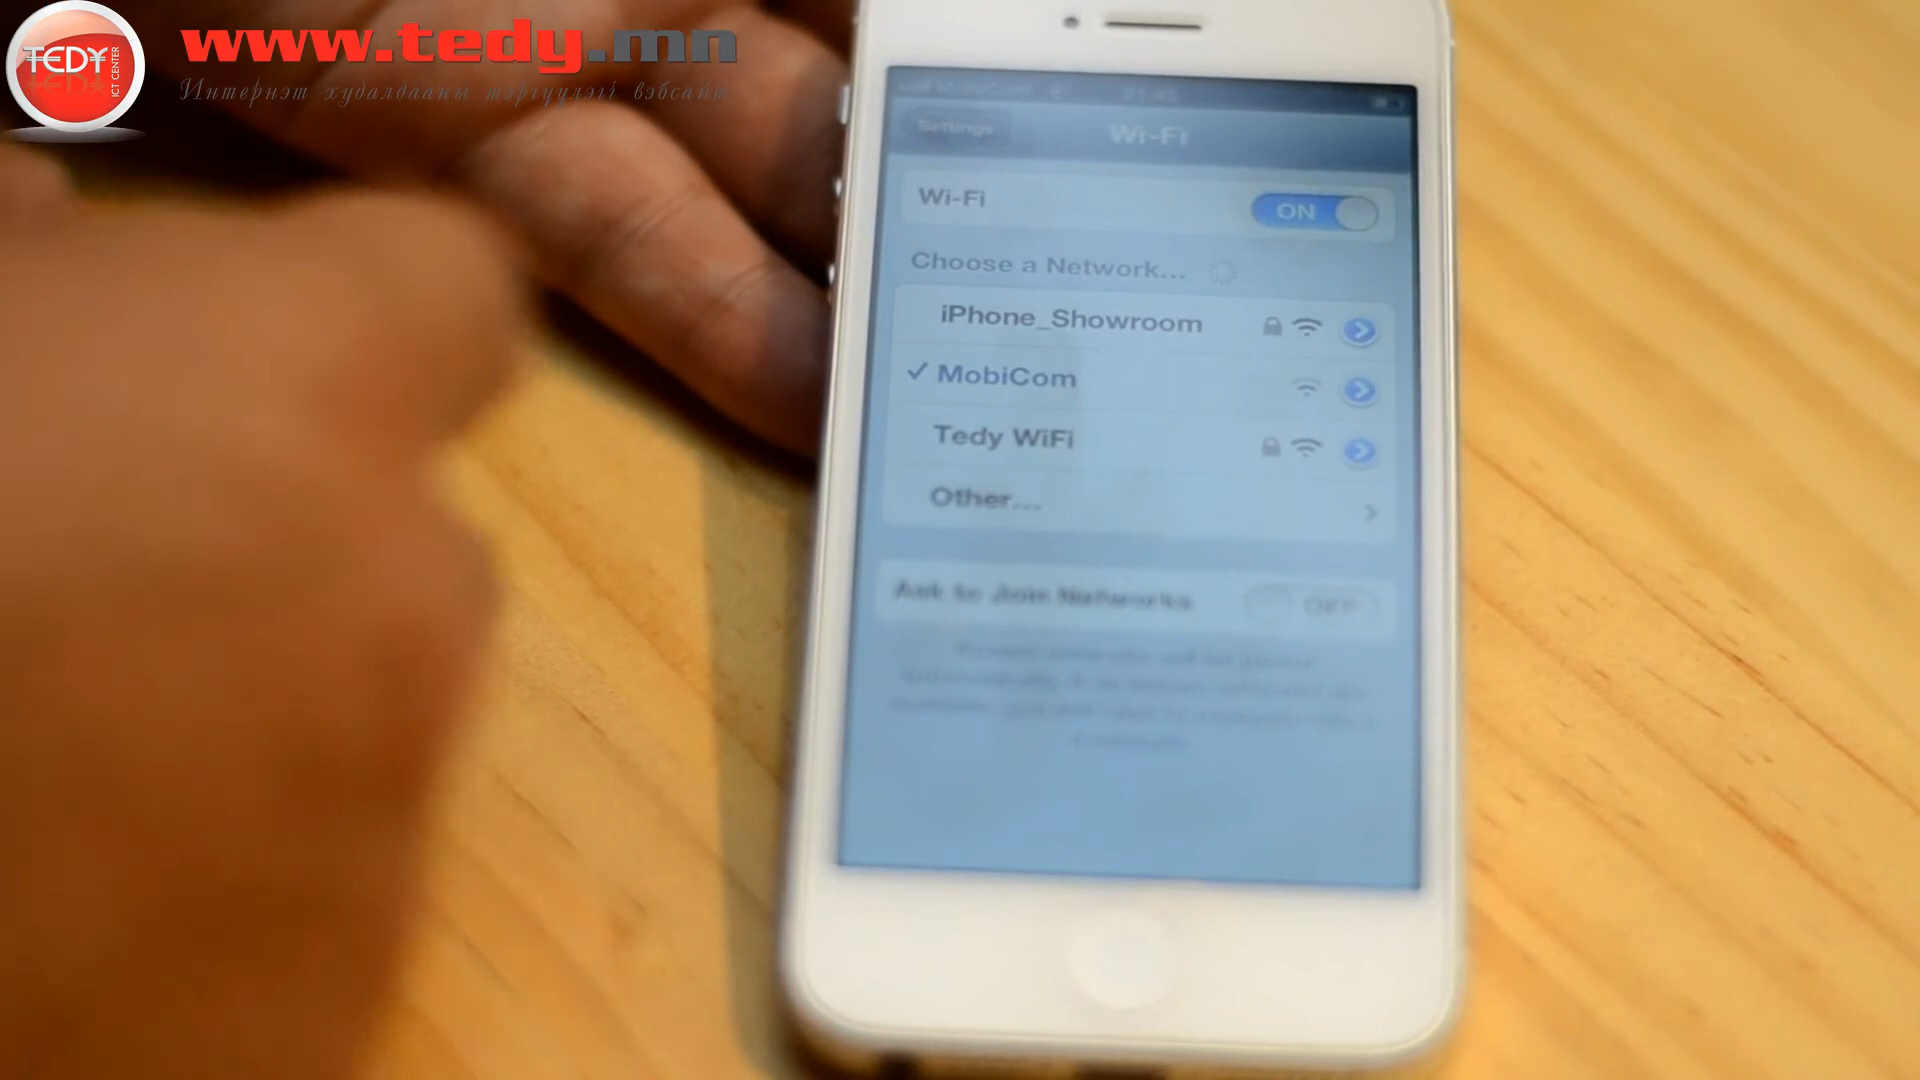 TEDY
ICT CENTER
www.tedy.mn
Интернэт худалдааны тэргүүлэгч вэбсайт
Settings
Wi-Fi
Wi-Fi
ON
Choose a Network...
iPhone_Showroom
MobiCom
Tedy WiFi
Other...
Ask to Join Networks
OFF